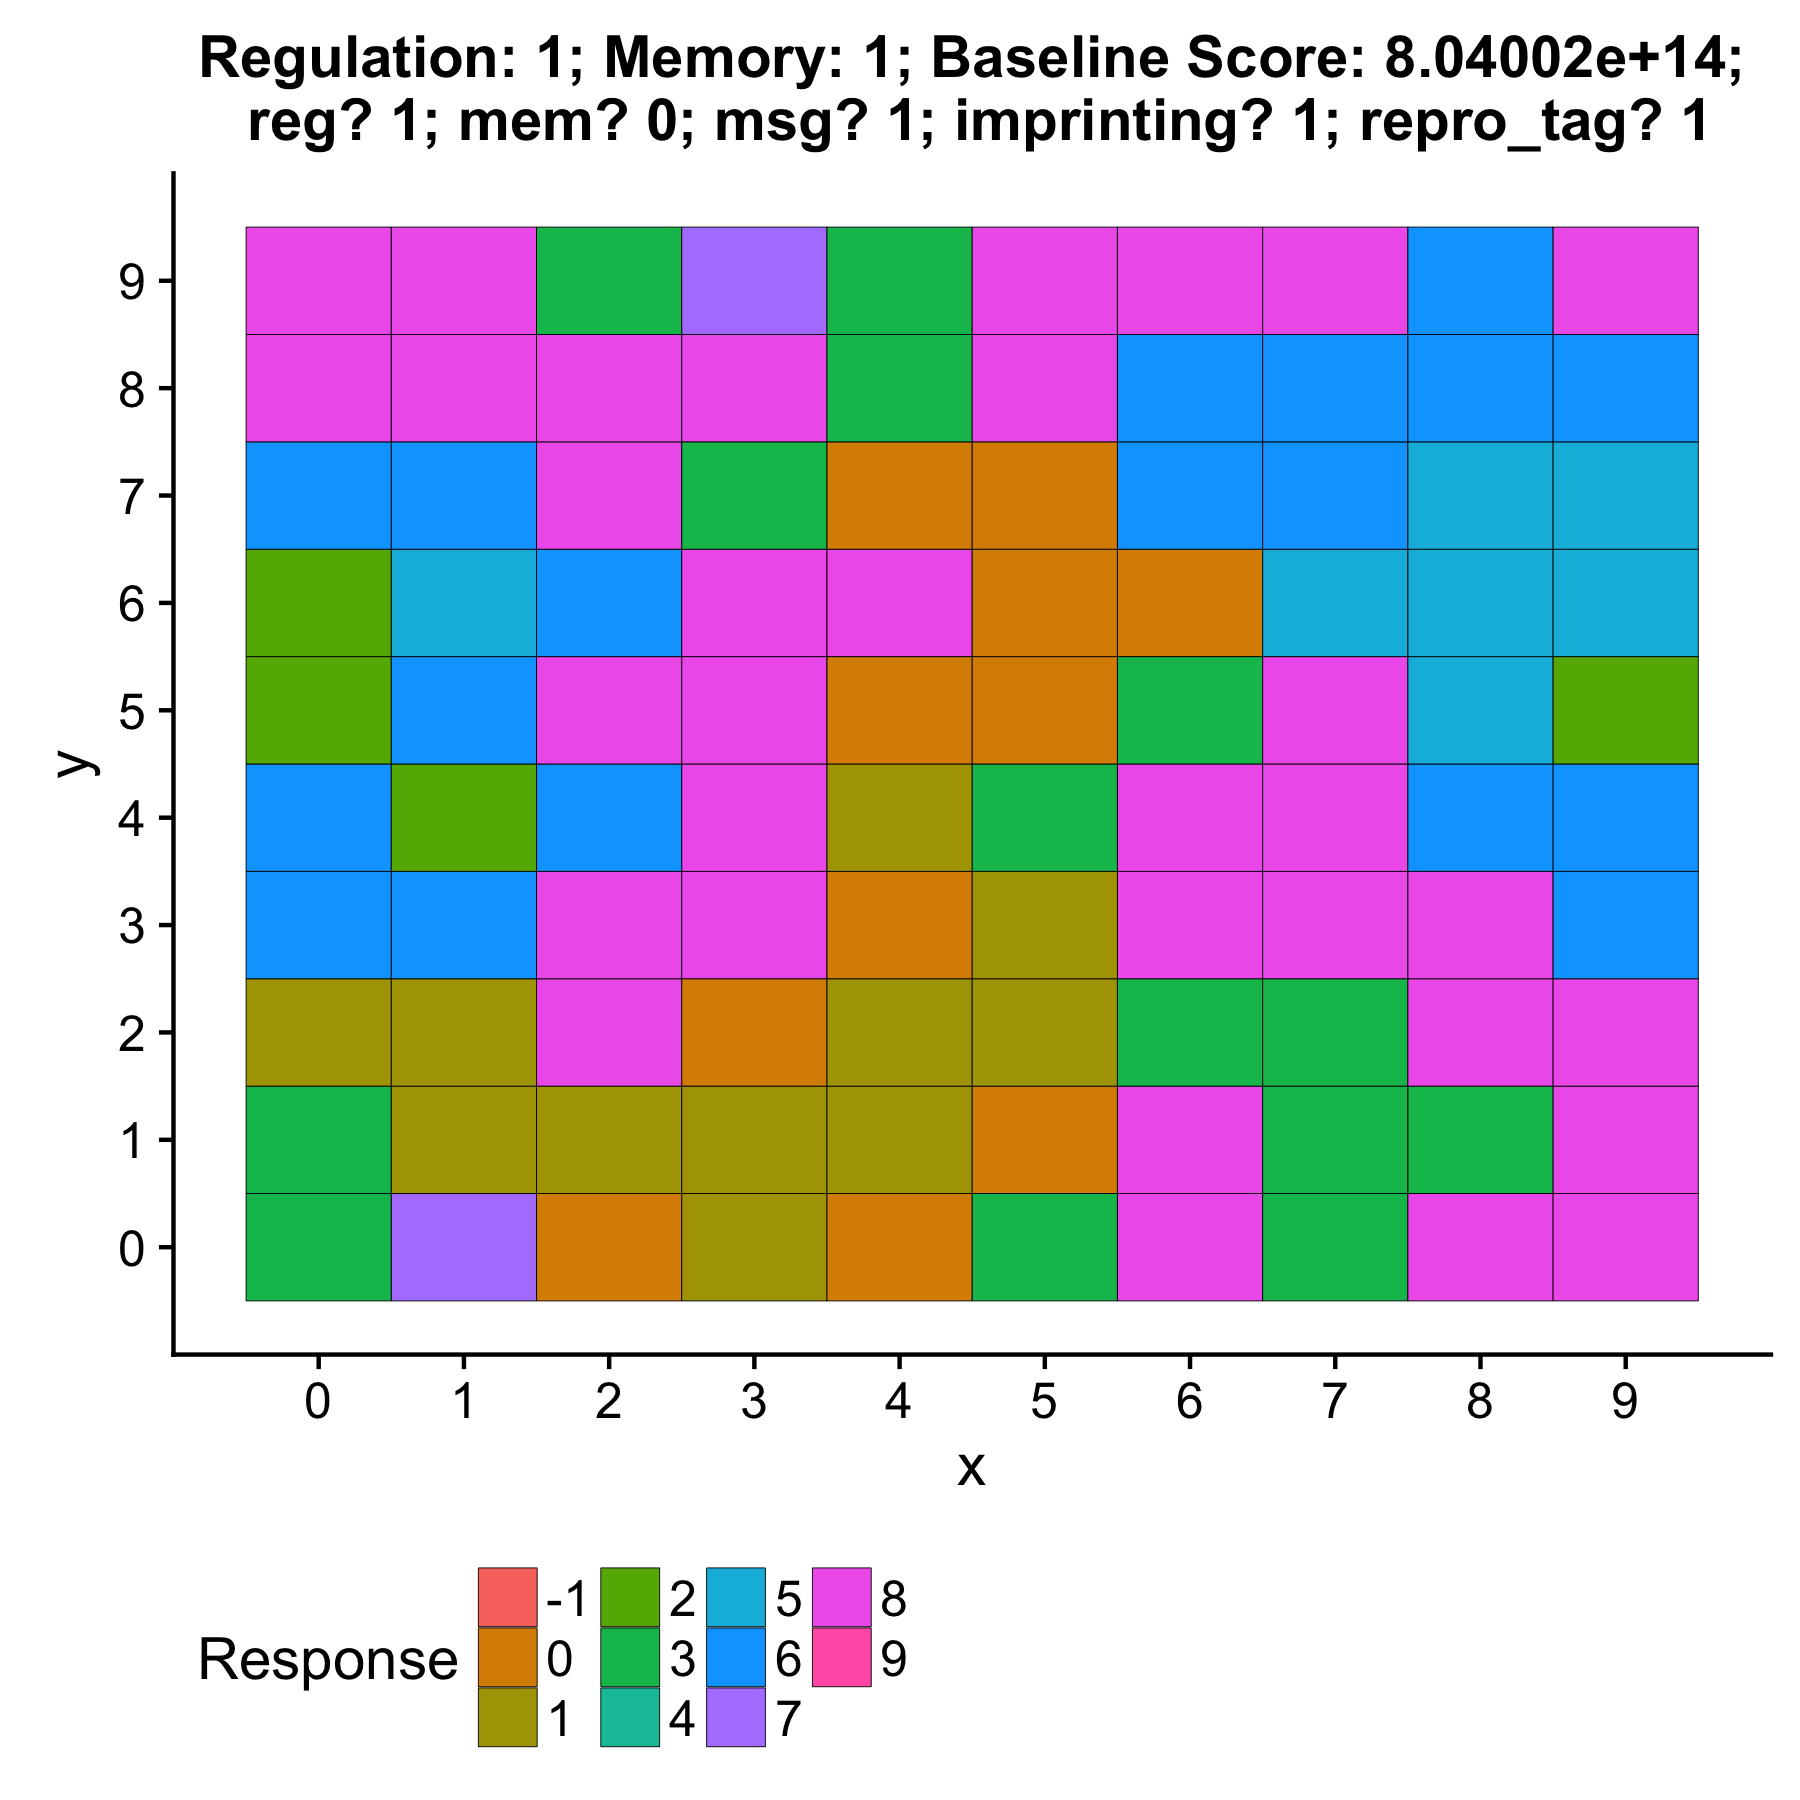 Regulation: 1; Memory: 1; Baseline Score: 8.04002e+14;
reg? 1; mem? 0; msg? 1; imprinting? 1; repro_tag? 1
9
8
7
6
5
4
3
2
1
0
y
0 1 2 3 4 5 6 7 8 9
x
Response
-1 2 5 8
0 3 6 9
1 4 7